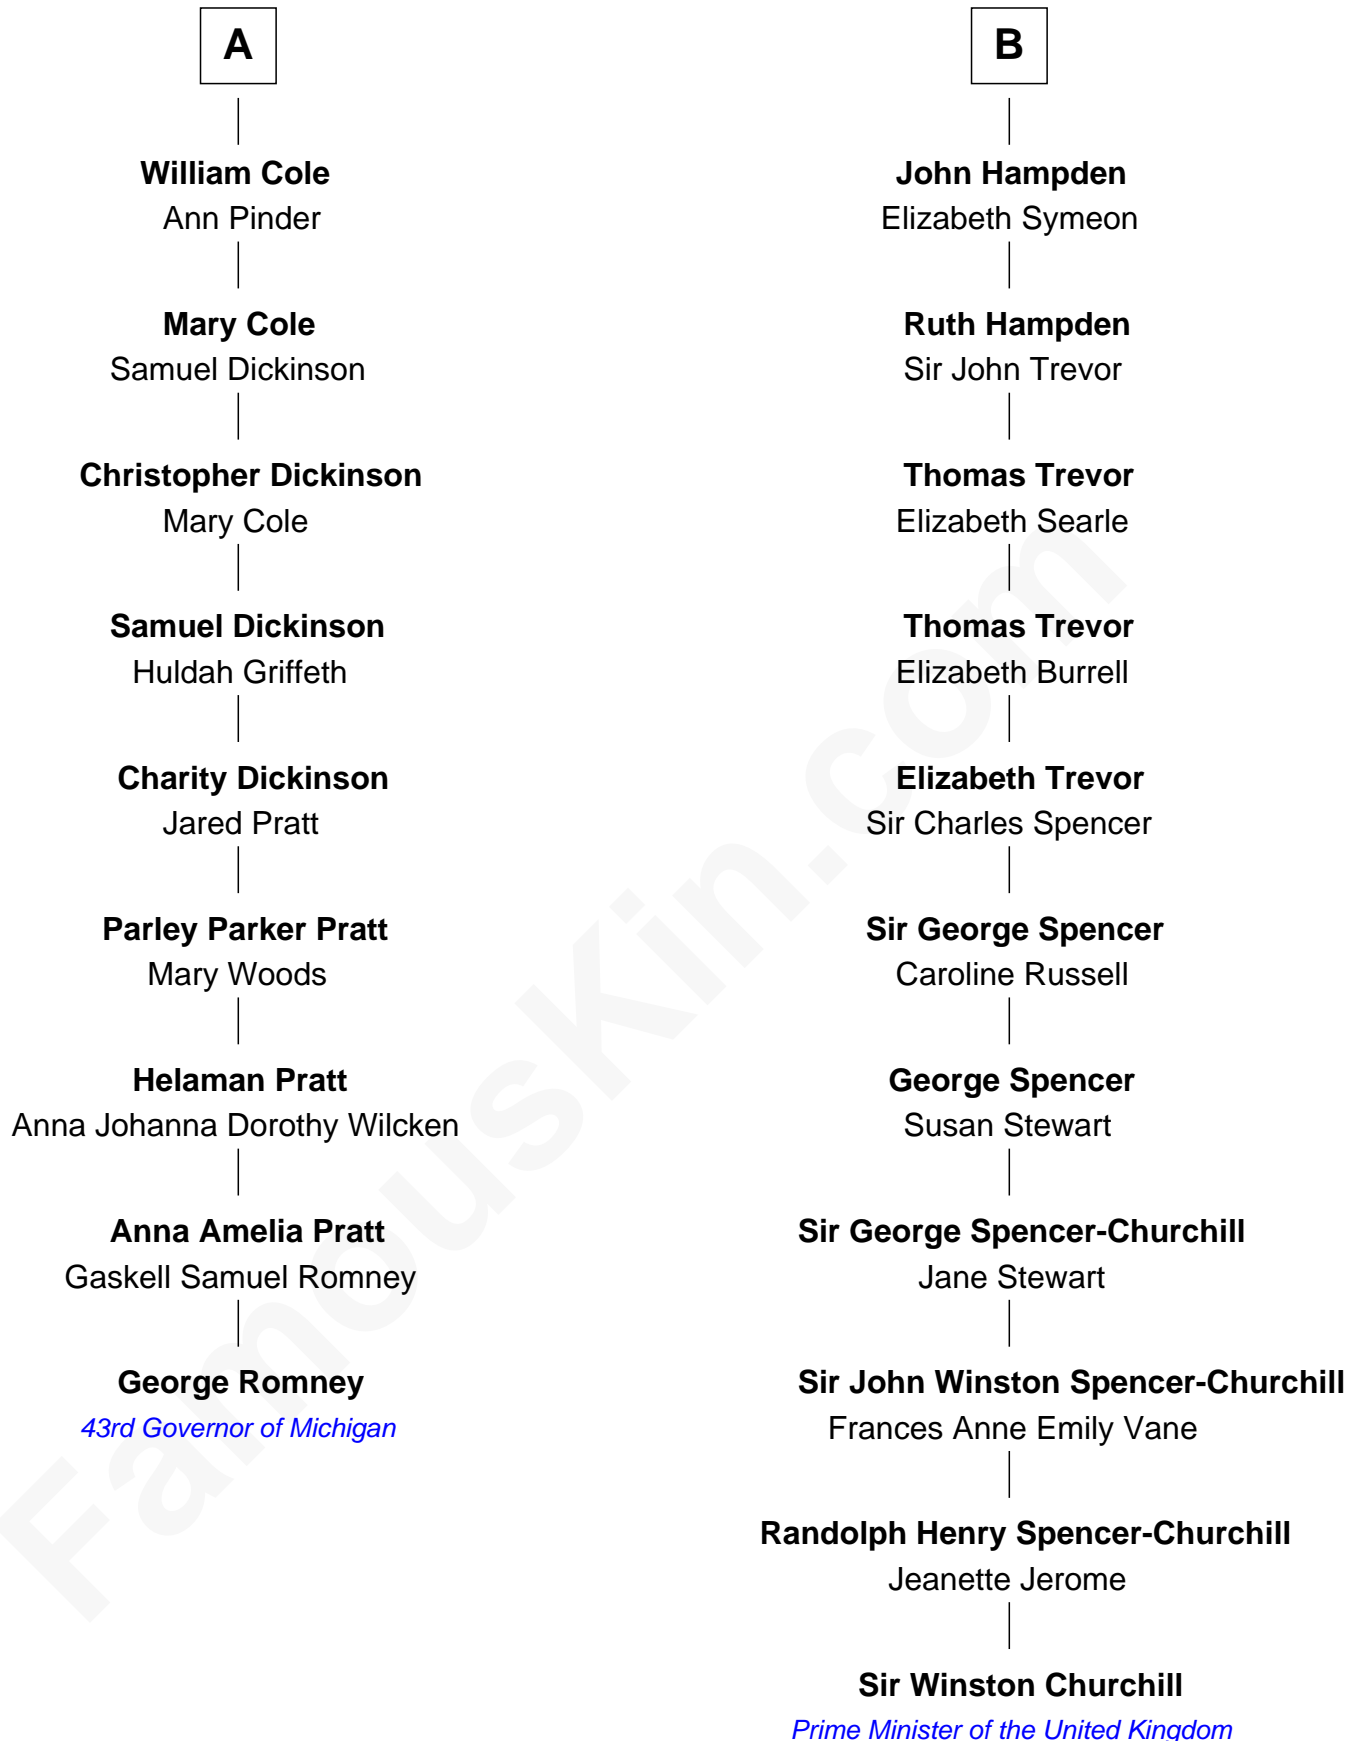 A
William Cole
Ann Pinder
Mary Cole
Samuel Dickinson
Christopher Dickinson
Mary Cole
Samuel Dickinson
Huldah Griffeth
Charity Dickinson
Jared Pratt
Parley Parker Pratt
Mary Woods
Helaman Pratt
Anna Johanna Dorothy Wilcken
Anna Amelia Pratt
Gaskell Samuel Romney
George Romney
43rd Governor of Michigan
B
John Hampden
Elizabeth Symeon
Ruth Hampden
Sir John Trevor
Thomas Trevor
Elizabeth Searle
Thomas Trevor
Elizabeth Burrell
Elizabeth Trevor
Sir Charles Spencer
Sir George Spencer
Caroline Russell
George Spencer
Susan Stewart
Sir George Spencer-Churchill
Jane Stewart
Sir John Winston Spencer-Churchill
Frances Anne Emily Vane
Randolph Henry Spencer-Churchill
Jeanette Jerome
Sir Winston Churchill
Prime Minister of the United Kingdom
FamousKin.com